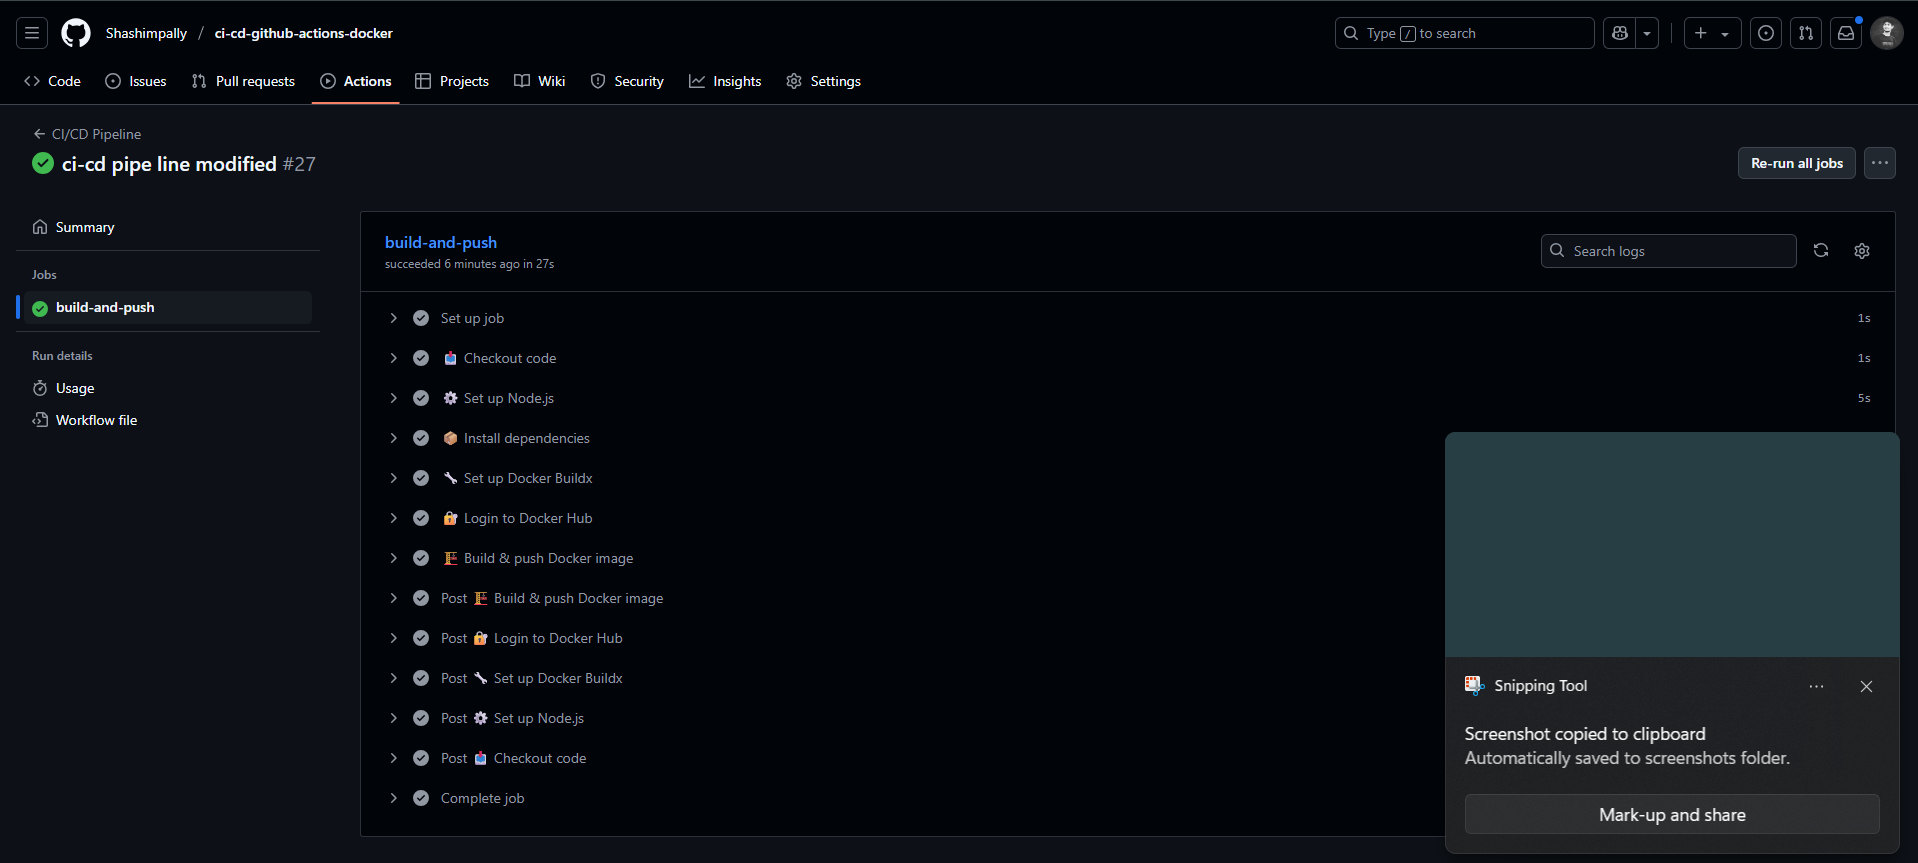 Shashimpally / ci-cd-github-actions-docker
Type / to search
Code
Issues
Pull requests
Actions
Projects
Wiki
Security
Insights
Settings
← CI/CD Pipeline
ci-cd pipe line modified #27
Re-run all jobs
Summary
Jobs
build-and-push
Run details
Usage
Workflow file
build-and-push
succeeded 6 minutes ago in 27s
Search logs
Set up job 1s
Checkout code 1s
Set up Node.js 5s
Install dependencies
Set up Docker Buildx
Login to Docker Hub
Build & push Docker image
Post Build & push Docker image
Post Login to Docker Hub
Post Set up Docker Buildx
Post Set up Node.js
Post Checkout code
Complete job
Snipping Tool
Screenshot copied to clipboard
Automatically saved to screenshots folder.
Mark-up and share